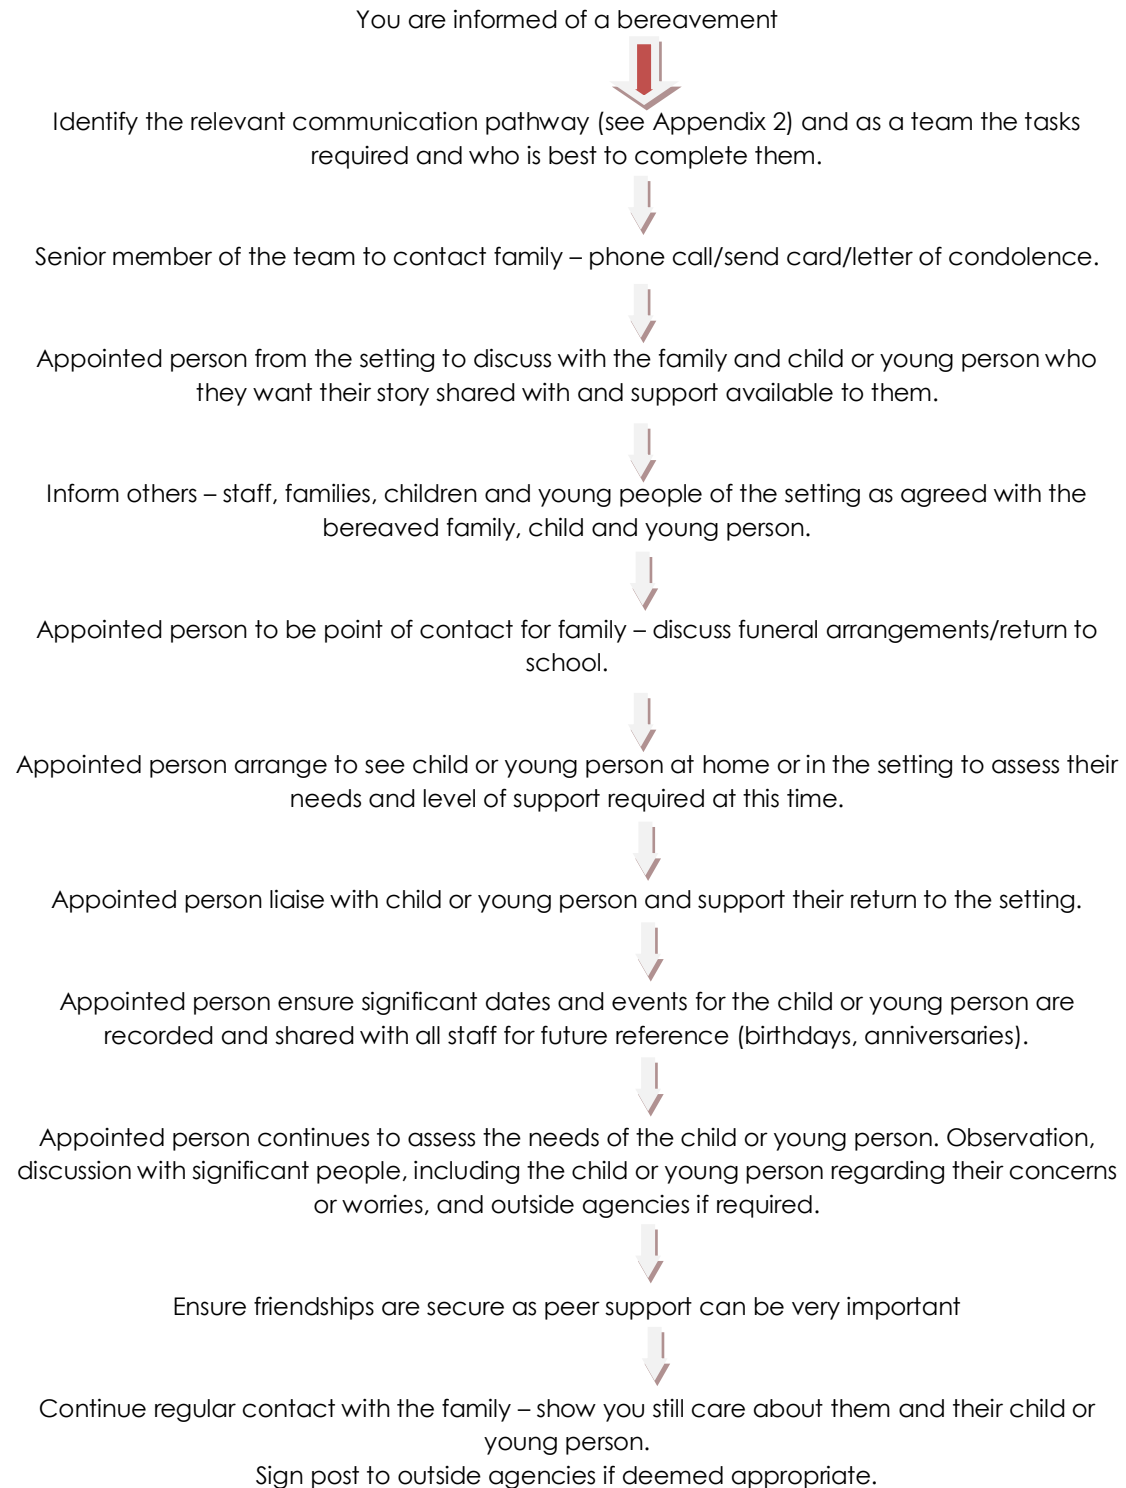 You are informed of a bereavement
Identify the relevant communication pathway (see Appendix 2) and as a team the tasks
required and who is best to complete them.
Senior member of the team to contact family – phone call/send card/letter of condolence.
Appointed person from the setting to discuss with the family and child or young person who
they want their story shared with and support available to them.
Inform others – staff, families, children and young people of the setting as agreed with the
bereaved family, child and young person.
Appointed person to be point of contact for family – discuss funeral arrangements/return to
school.
Appointed person arrange to see child or young person at home or in the setting to assess their
needs and level of support required at this time.
Appointed person liaise with child or young person and support their return to the setting.
Appointed person ensure significant dates and events for the child or young person are
recorded and shared with all staff for future reference (birthdays, anniversaries).
Appointed person continues to assess the needs of the child or young person. Observation,
discussion with significant people, including the child or young person regarding their concerns
or worries, and outside agencies if required.
Ensure friendships are secure as peer support can be very important
Continue regular contact with the family – show you still care about them and their child or
young person.
Sign post to outside agencies if deemed appropriate.